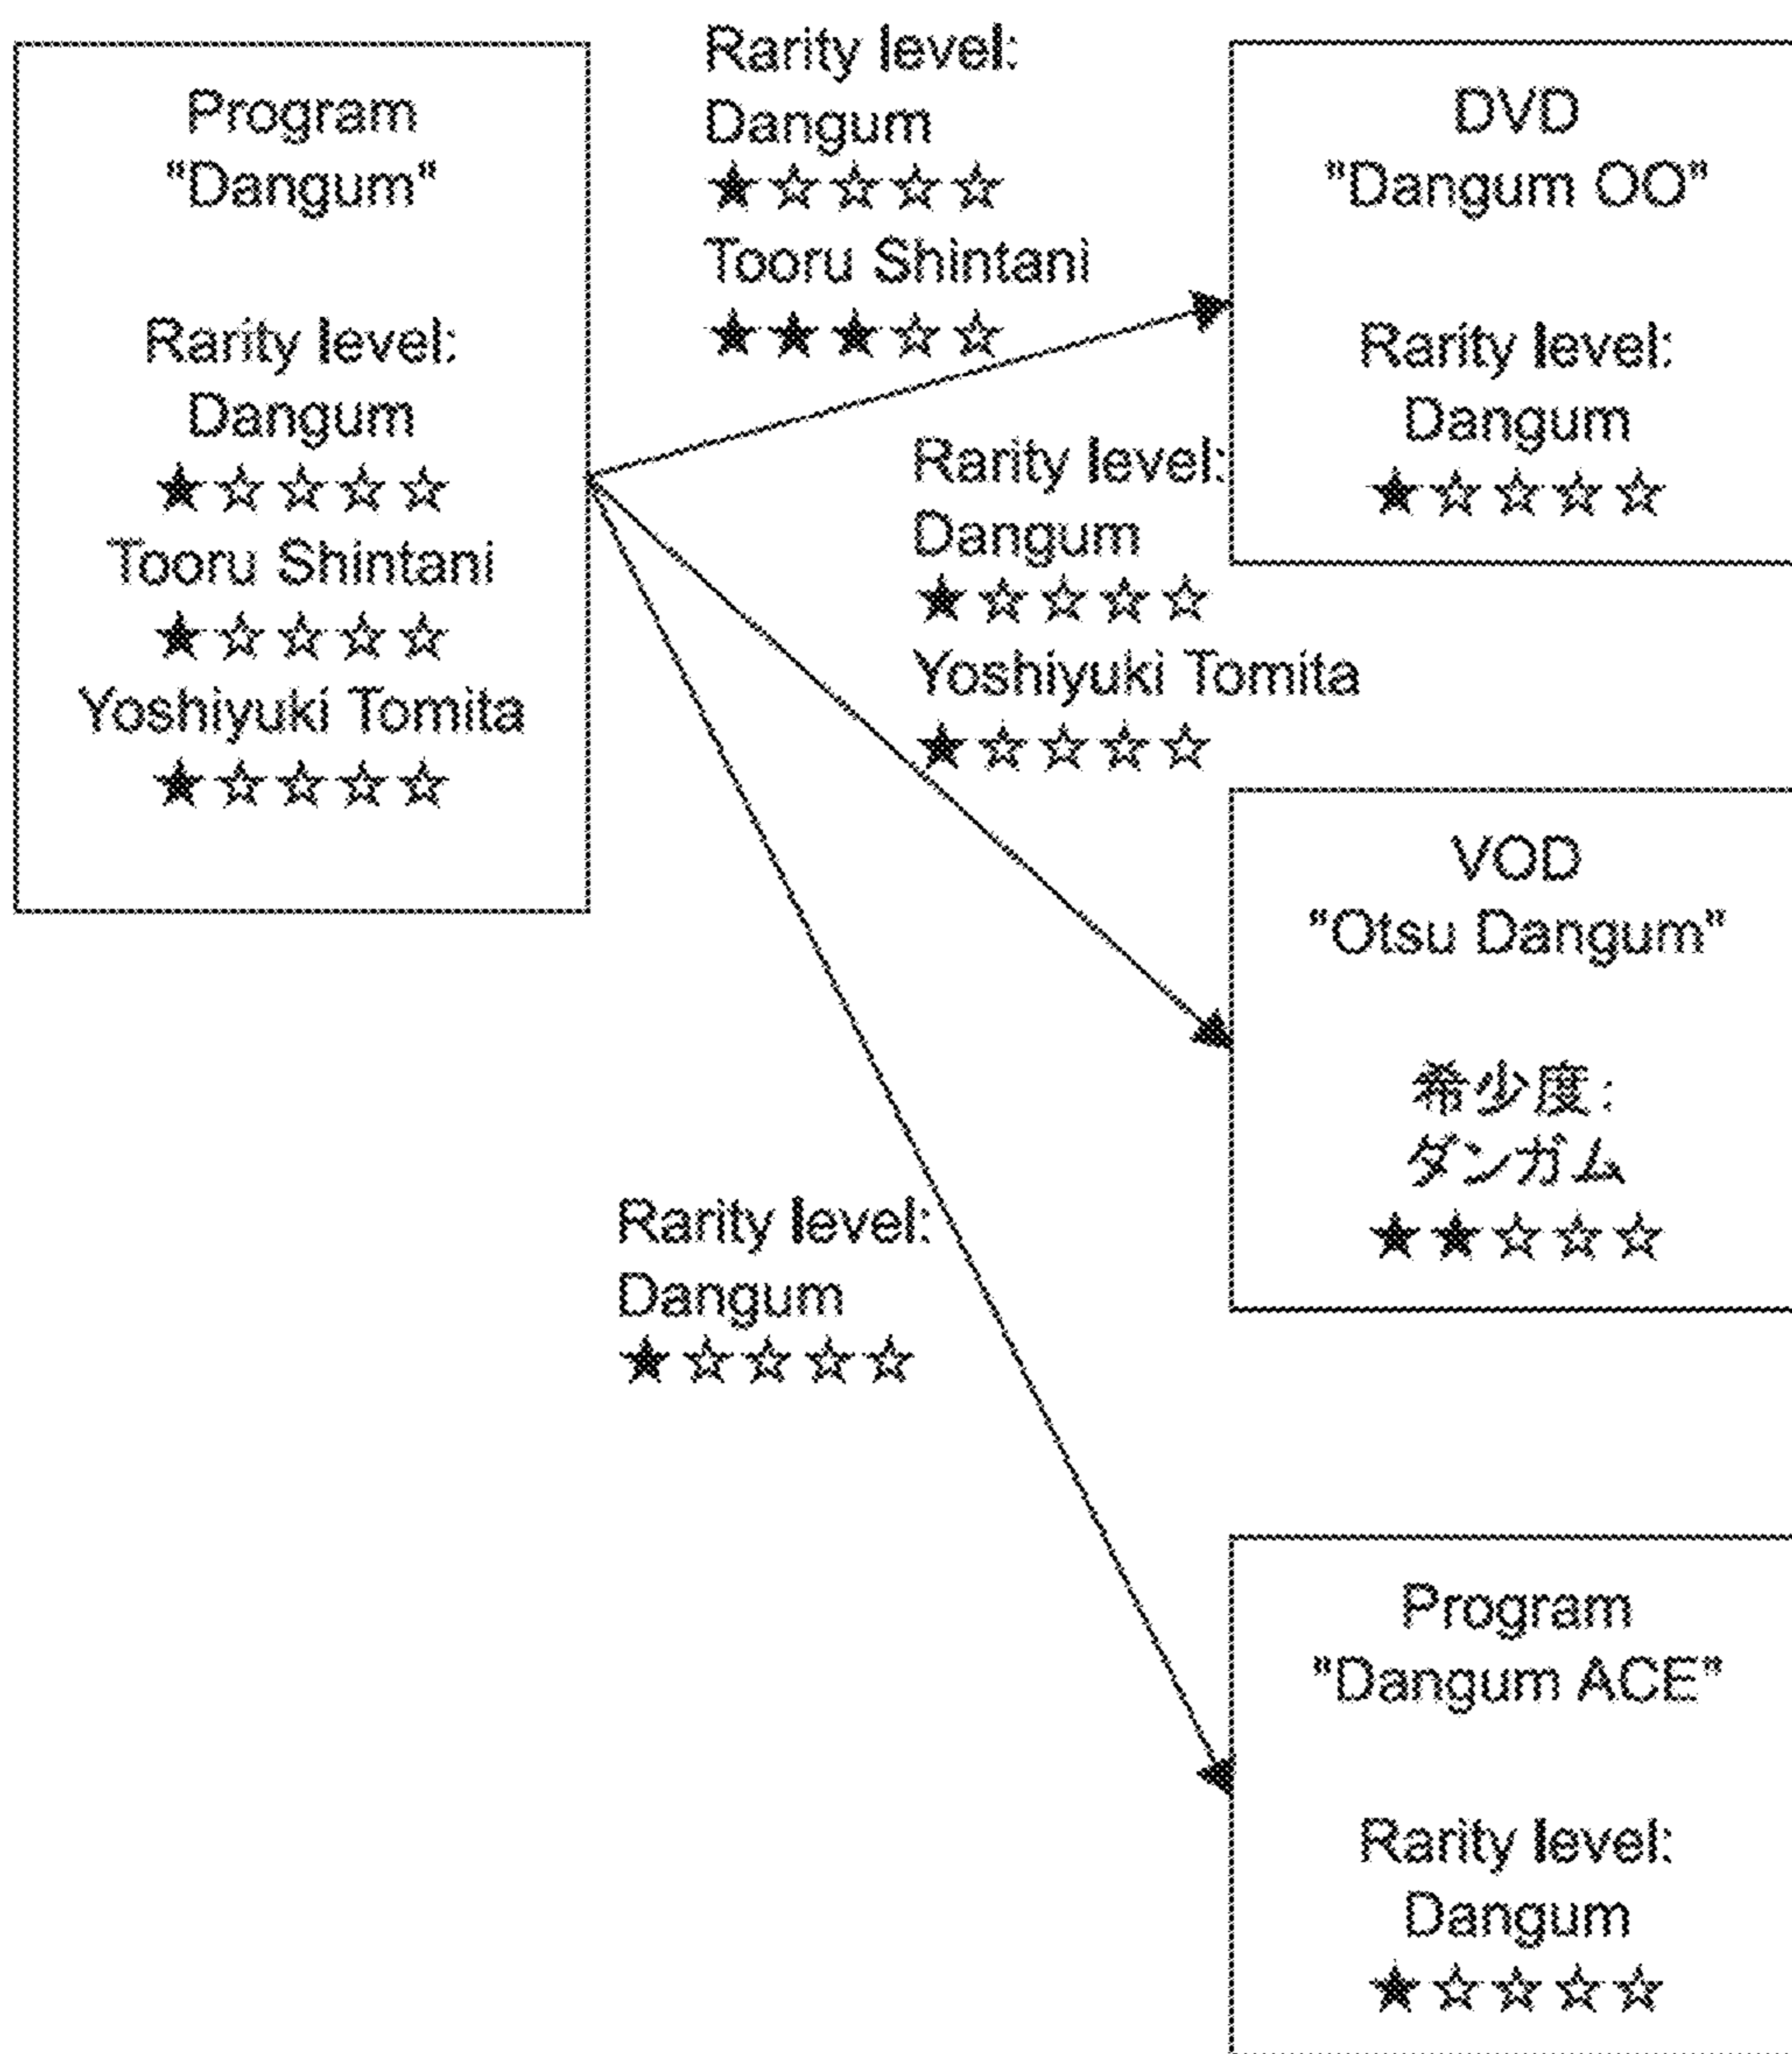 Program
"Dangum"
Rarity level:
Dangum
★☆☆☆☆
Tooru Shintani
★☆☆☆☆
Yoshiyuki Tomita
★☆☆☆☆
Rarity level:
Dangum
★☆☆☆☆
Tooru Shintani
★★★☆☆
Rarity level:
Dangum
★☆☆☆☆
Yoshiyuki Tomita
★☆☆☆☆
Rarity level:
Dangum
★☆☆☆☆
DVD
"Dangum OO"
Rarity level:
Dangum
★☆☆☆☆
VOD
"Otsu Dangum"
希少度:
ダンガム
★★☆☆☆
Program
"Dangum ACE"
Rarity level:
Dangum
★☆☆☆☆